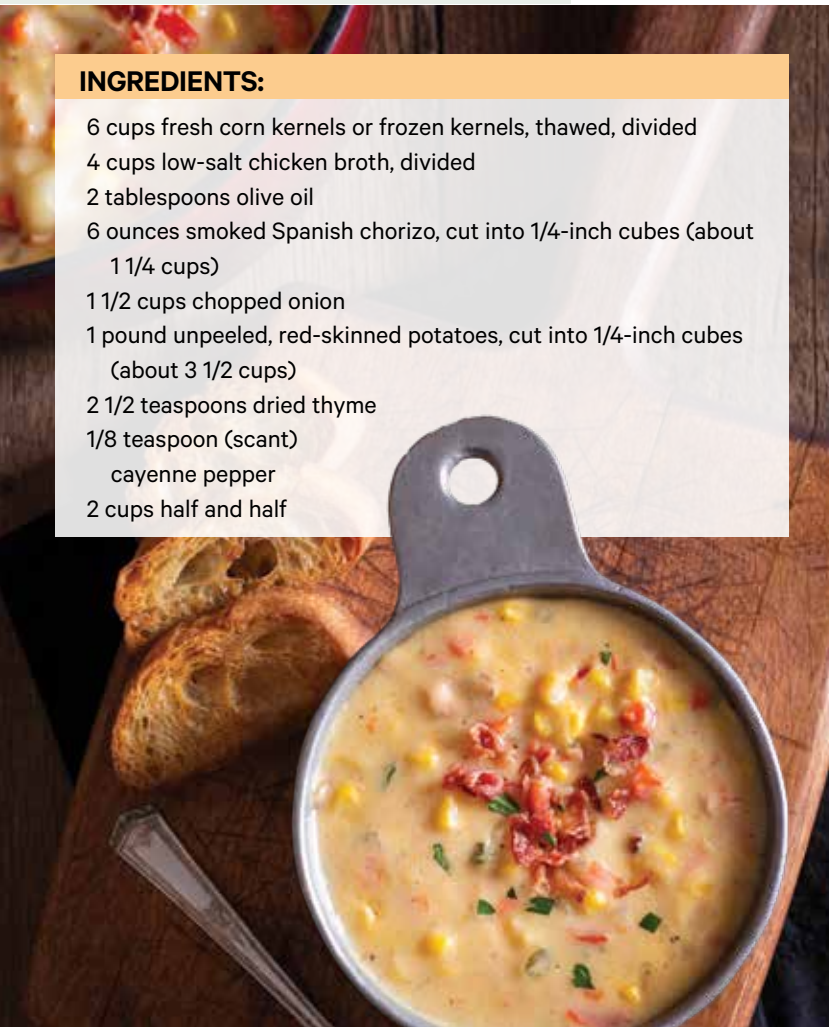 INGREDIENTS:
6 cups fresh corn kernels or frozen kernels, thawed, divided
4 cups low-salt chicken broth, divided
2 tablespoons olive oil
6 ounces smoked Spanish chorizo, cut into 1/4-inch cubes (about
1 1/4 cups)
1 1/2 cups chopped onion
1 pound unpeeled, red-skinned potatoes, cut into 1/4-inch cubes
(about 3 1/2 cups)
2 1/2 teaspoons dried thyme
1/8 teaspoon (scant)
cayenne pepper
2 cups half and half